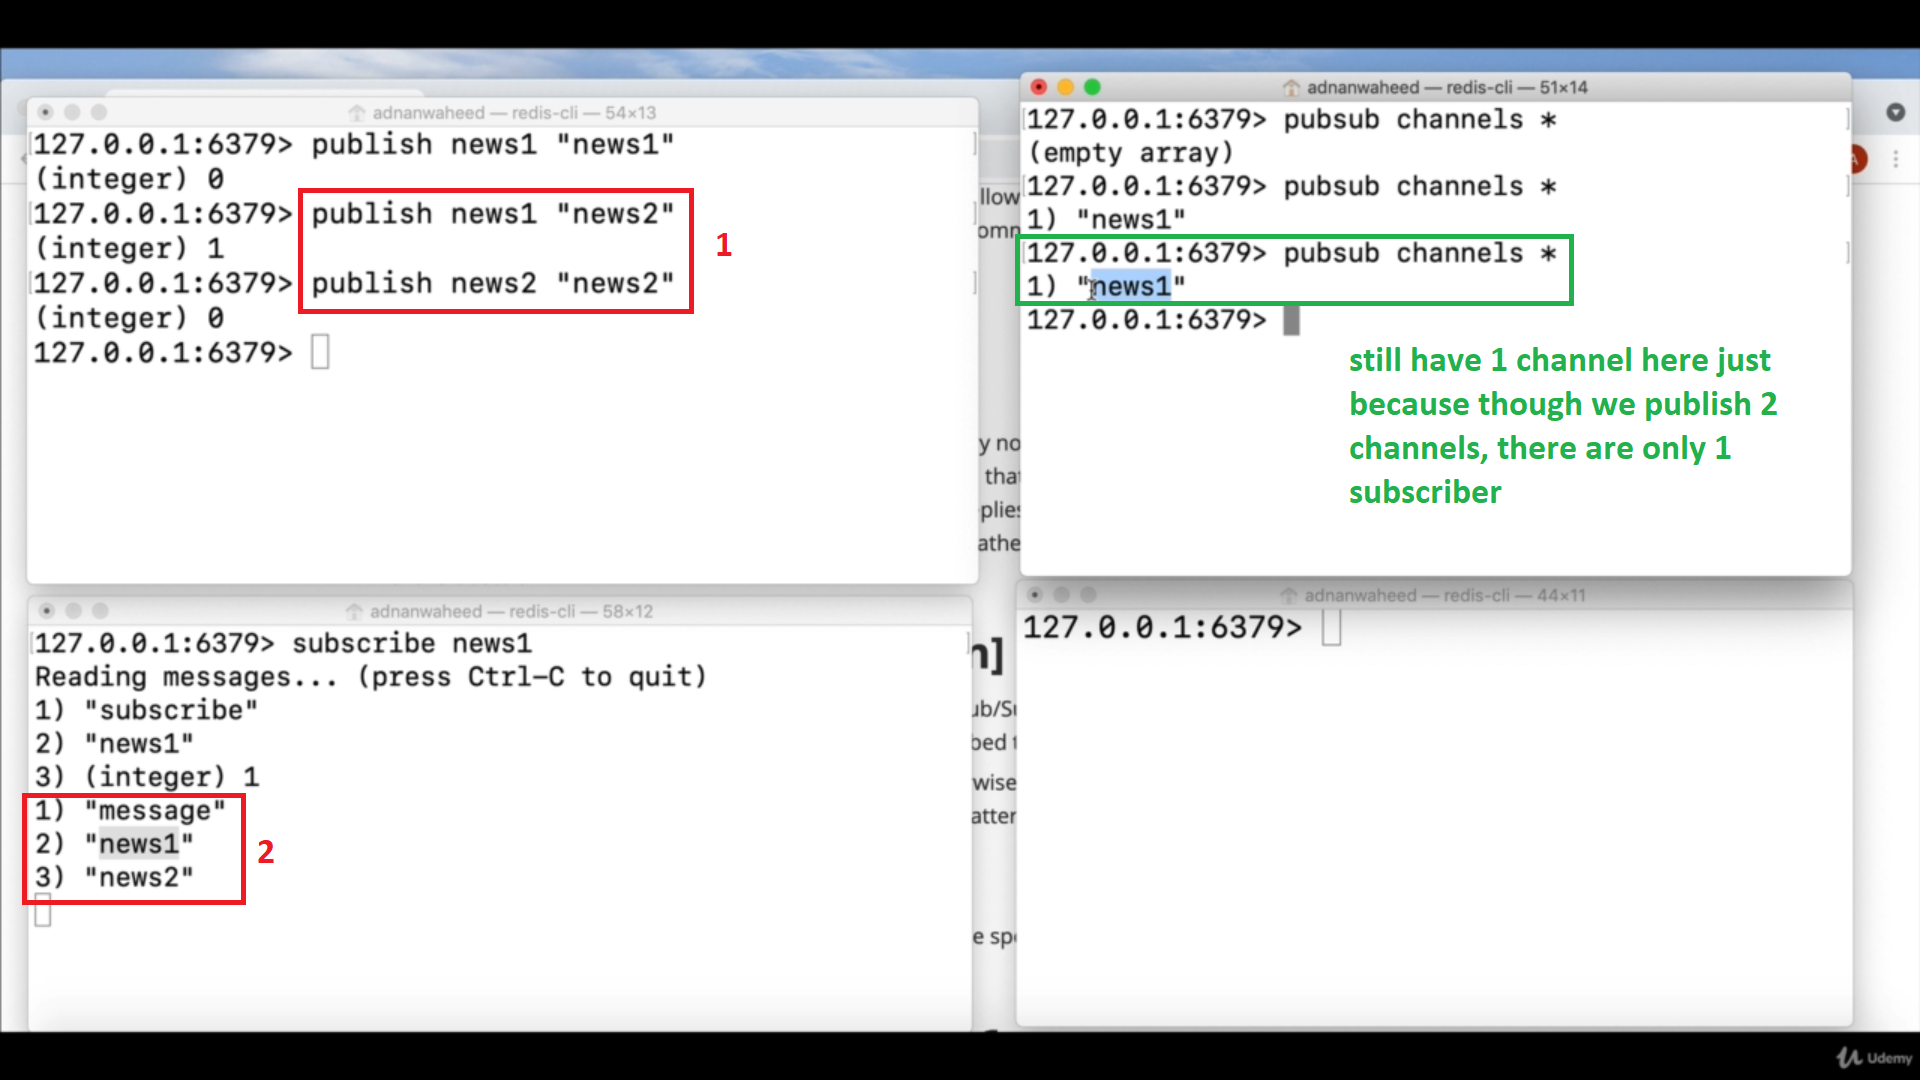 adnanwaheed — redis-cli — 54×13
127.0.0.1:6379> publish news1 "news1"
(integer) 0
127.0.0.1:6379> publish news1 "news2"
(integer) 1
127.0.0.1:6379> publish news2 "news2"
(integer) 0
127.0.0.1:6379>
1
adnanwaheed — redis-cli — 51×14
127.0.0.1:6379> pubsub channels *
(empty array)
127.0.0.1:6379> pubsub channels *
1) "news1"
127.0.0.1:6379> pubsub channels *
1) "news1"
127.0.0.1:6379>
still have 1 channel here just
because though we publish 2
channels, there are only 1
subscriber
adnanwaheed — redis-cli — 58×12
127.0.0.1:6379> subscribe news1
Reading messages... (press Ctrl-C to quit)
1) "subscribe"
2) "news1"
3) (integer) 1
1) "message"
2) "news1"
3) "news2"
2
adnanwaheed — redis-cli — 44×11
127.0.0.1:6379>
Udemy